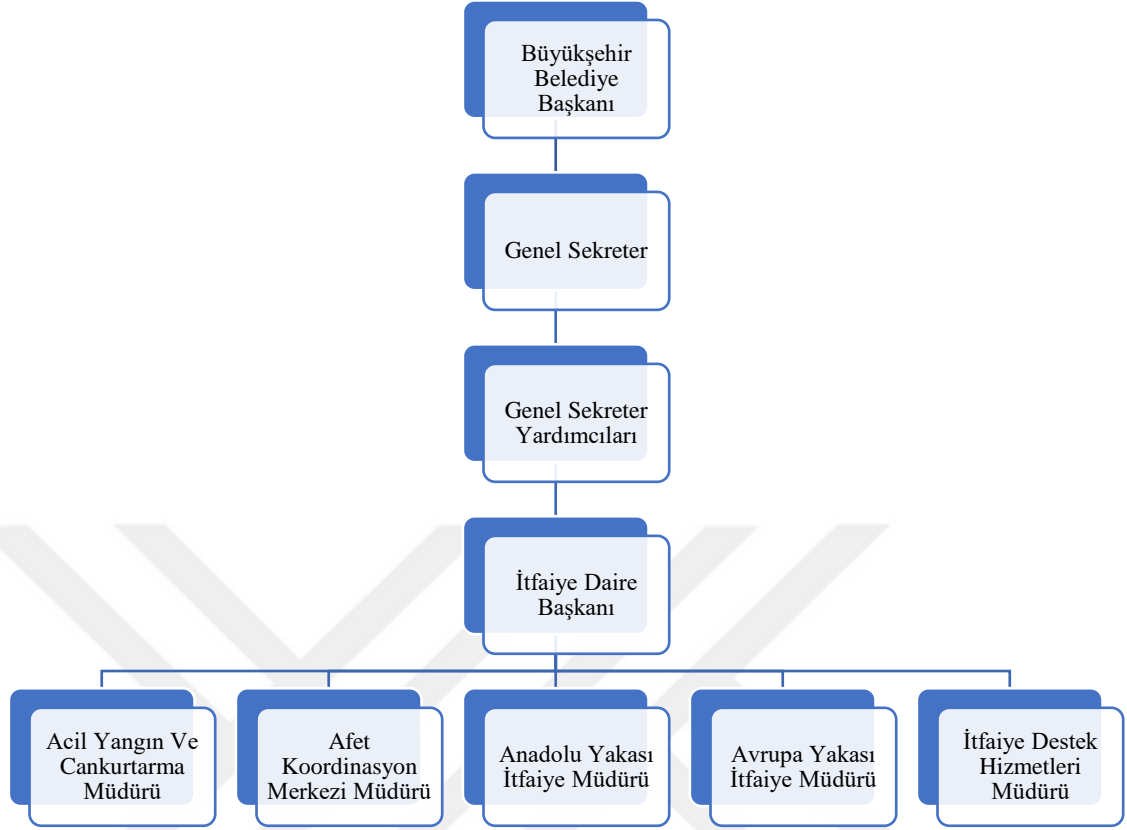 Büyükşehir
Belediye
Başkanı
Genel Sekreter
Genel Sekreter
Yardımcıları
İtfaiye Daire
Başkanı
Acil Yangın Ve
Cankurtarma
Müdürü
Afet
Koordinasyon
Merkezi Müdürü
Anadolu Yakası
İtfaiye Müdürü
Avrupa Yakası
İtfaiye Müdürü
İtfaiye Destek
Hizmetleri
Müdürü